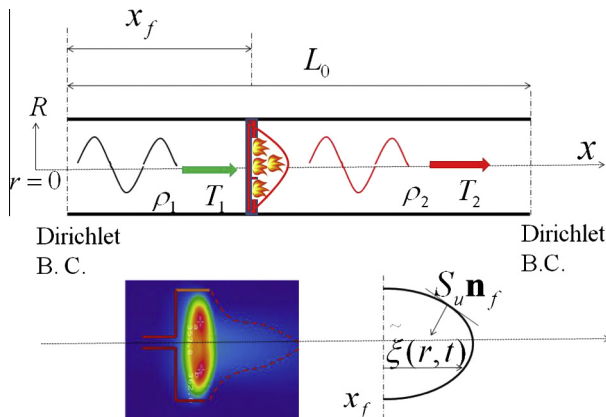 x_f
L_0
R
r = 0
ρ_1 T_1 ρ_2 T_2 x
Dirichlet B. C.
Dirichlet B.C.
S_u n_f
ξ̃(r,t)
x_f